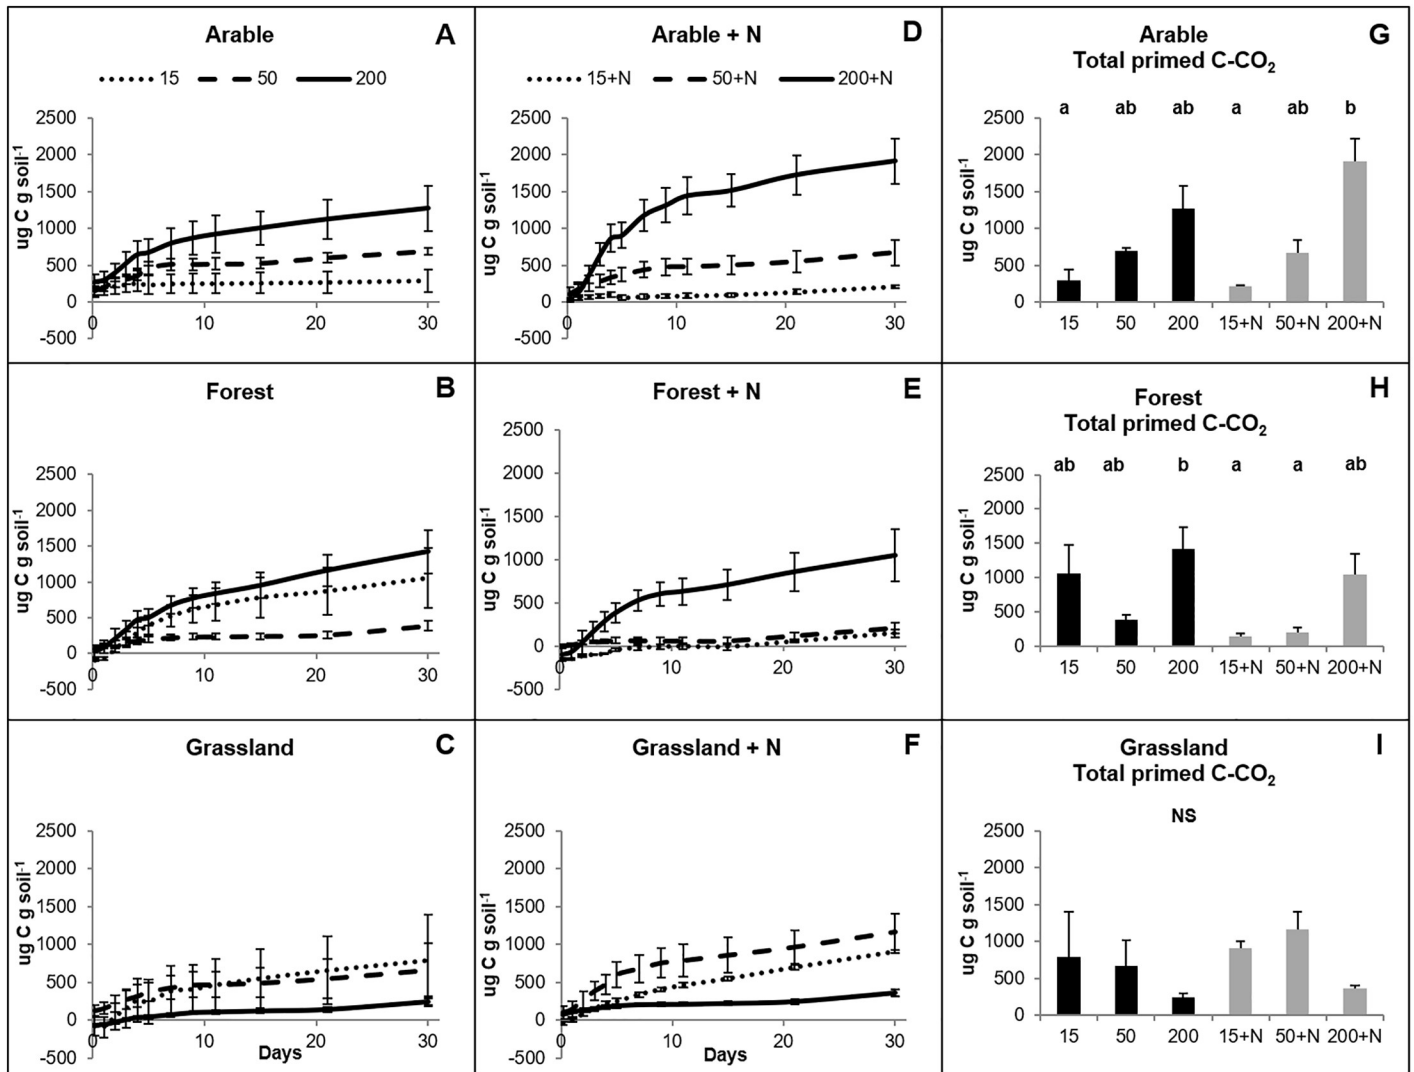 Arable A
15 50 200
2500
2000
1500
1000
500
0
-500
0 10 20 30
ug C g soil-1
Arable + N D
15+N 50+N 200+N
2500
2000
1500
1000
500
0
-500
0 10 20 30
ug C g soil-1
Arable G
Total primed C-CO2
a ab ab a ab b
2500
2000
1500
1000
500
0
15 50 200 15+N 50+N 200+N
ug C g soil-1
Forest B
2500
2000
1500
1000
500
0
-500
0 10 20 30
ug C g soil-1
Forest + N E
2500
2000
1500
1000
500
0
-500
0 10 20 30
ug C g soil-1
Forest H
Total primed C-CO2
ab ab b a a ab
2500
2000
1500
1000
500
0
15 50 200 15+N 50+N 200+N
ug C g soil-1
Grassland C
2500
2000
1500
1000
500
0
-500
0 10 20 30
Days
ug C g soil-1
Grassland + N F
2500
2000
1500
1000
500
0
-500
0 10 20 30
Days
ug C g soil-1
Grassland I
Total primed C-CO2
NS
2500
2000
1500
1000
500
0
15 50 200 15+N 50+N 200+N
ug C g soil-1